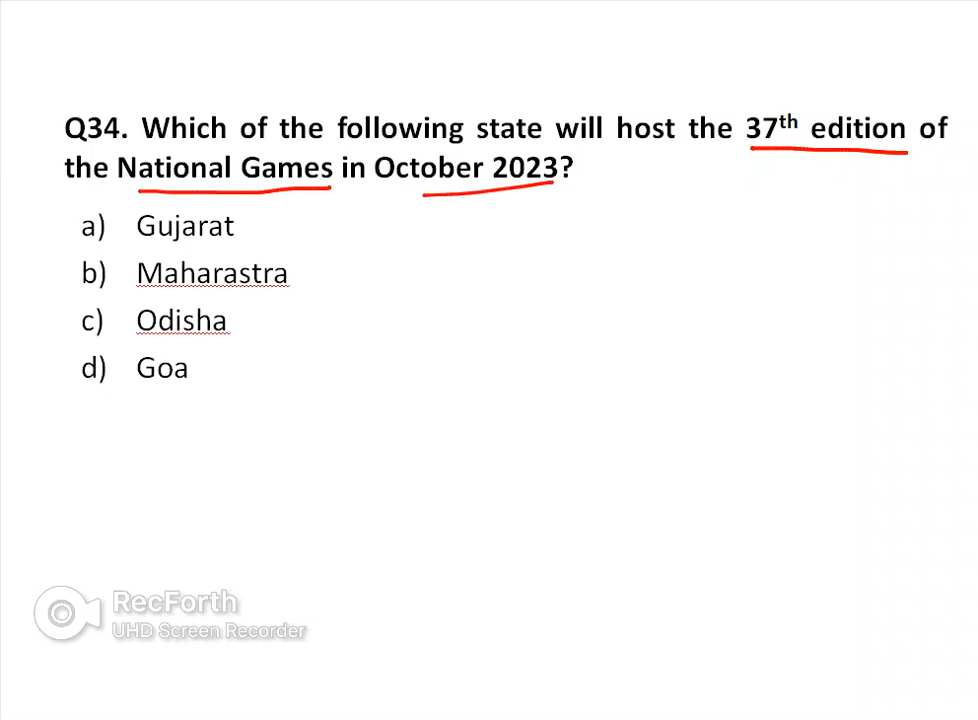 Q34. Which of the following state will host the 37th edition of
the National Games in October 2023?
a) Gujarat
b) Maharastra
c) Odisha
d) Goa
RecForth
UHD Screen Recorder